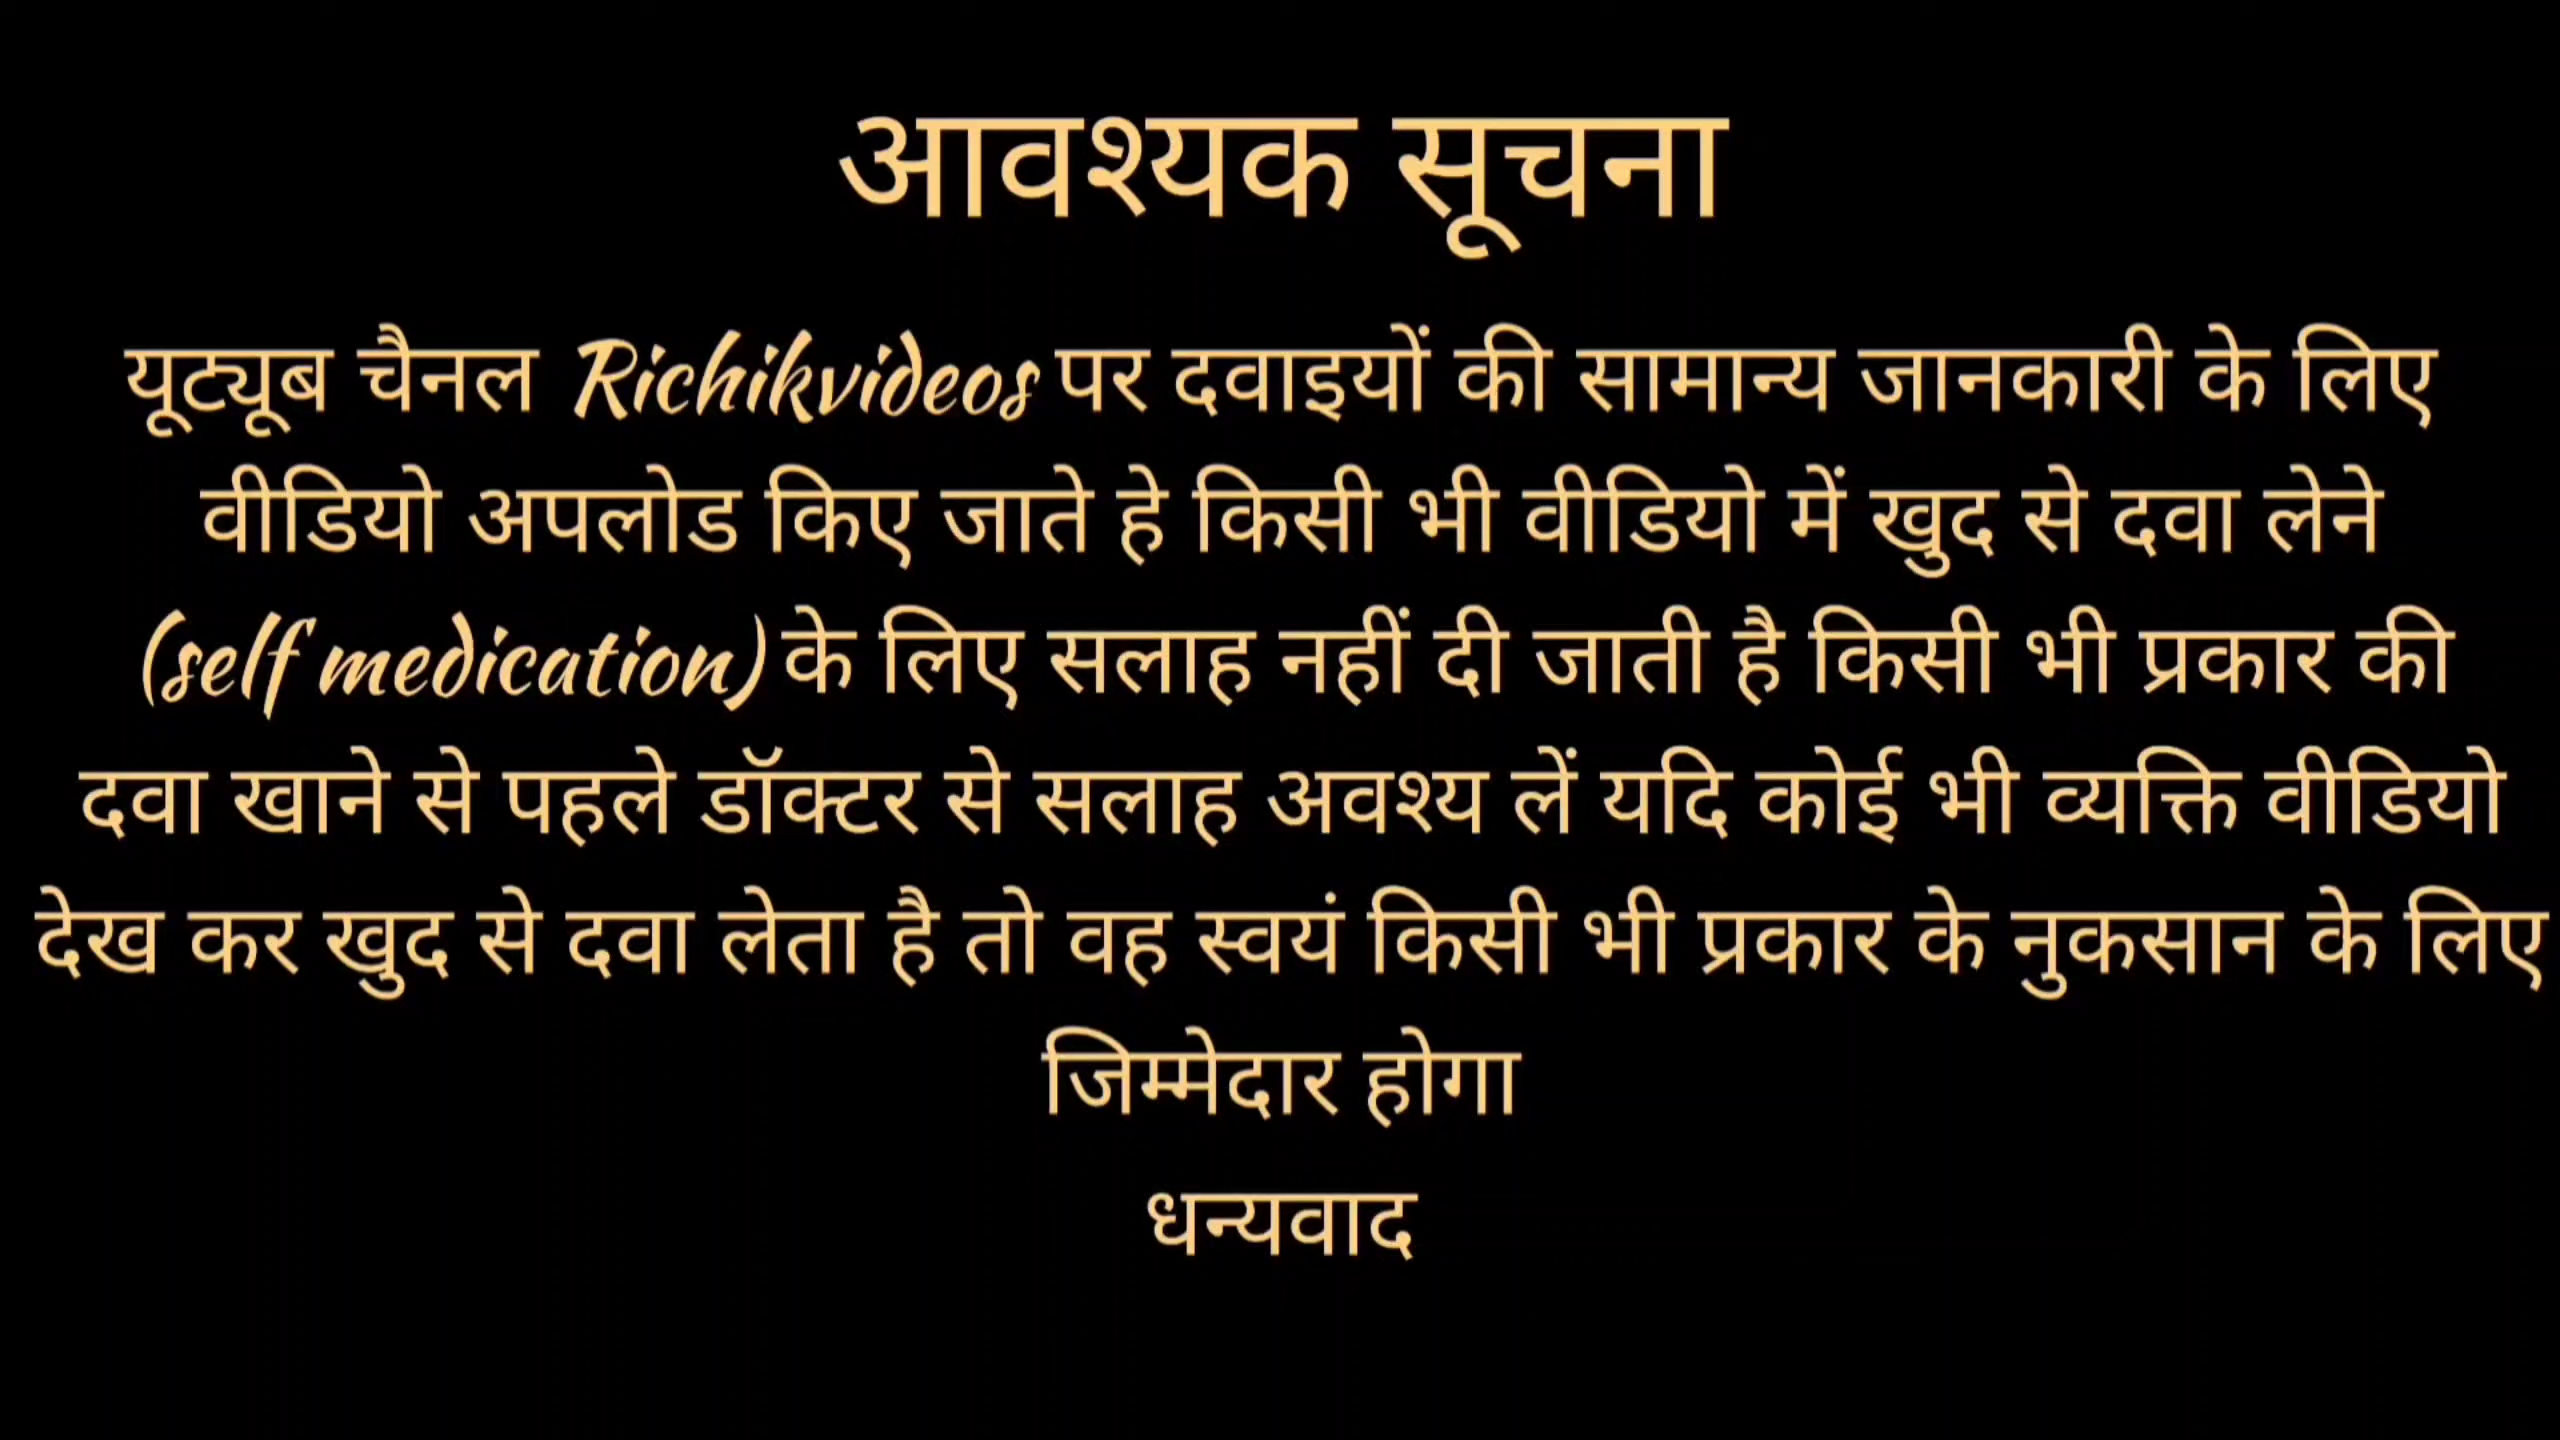 आवश्यक सूचना
यूट्यूब चैनल Richikvideos पर दवाइयों की सामान्य जानकारी के लिए
वीडियो अपलोड किए जाते हे किसी भी वीडियो में खुद से दवा लेने
(self medication) के लिए सलाह नहीं दी जाती है किसी भी प्रकार की
दवा खाने से पहले डॉक्टर से सलाह अवश्य लें यदि कोई भी व्यक्ति वीडियो
देख कर खुद से दवा लेता है तो वह स्वयं किसी भी प्रकार के नुकसान के लिए
जिम्मेदार होगा
धन्यवाद